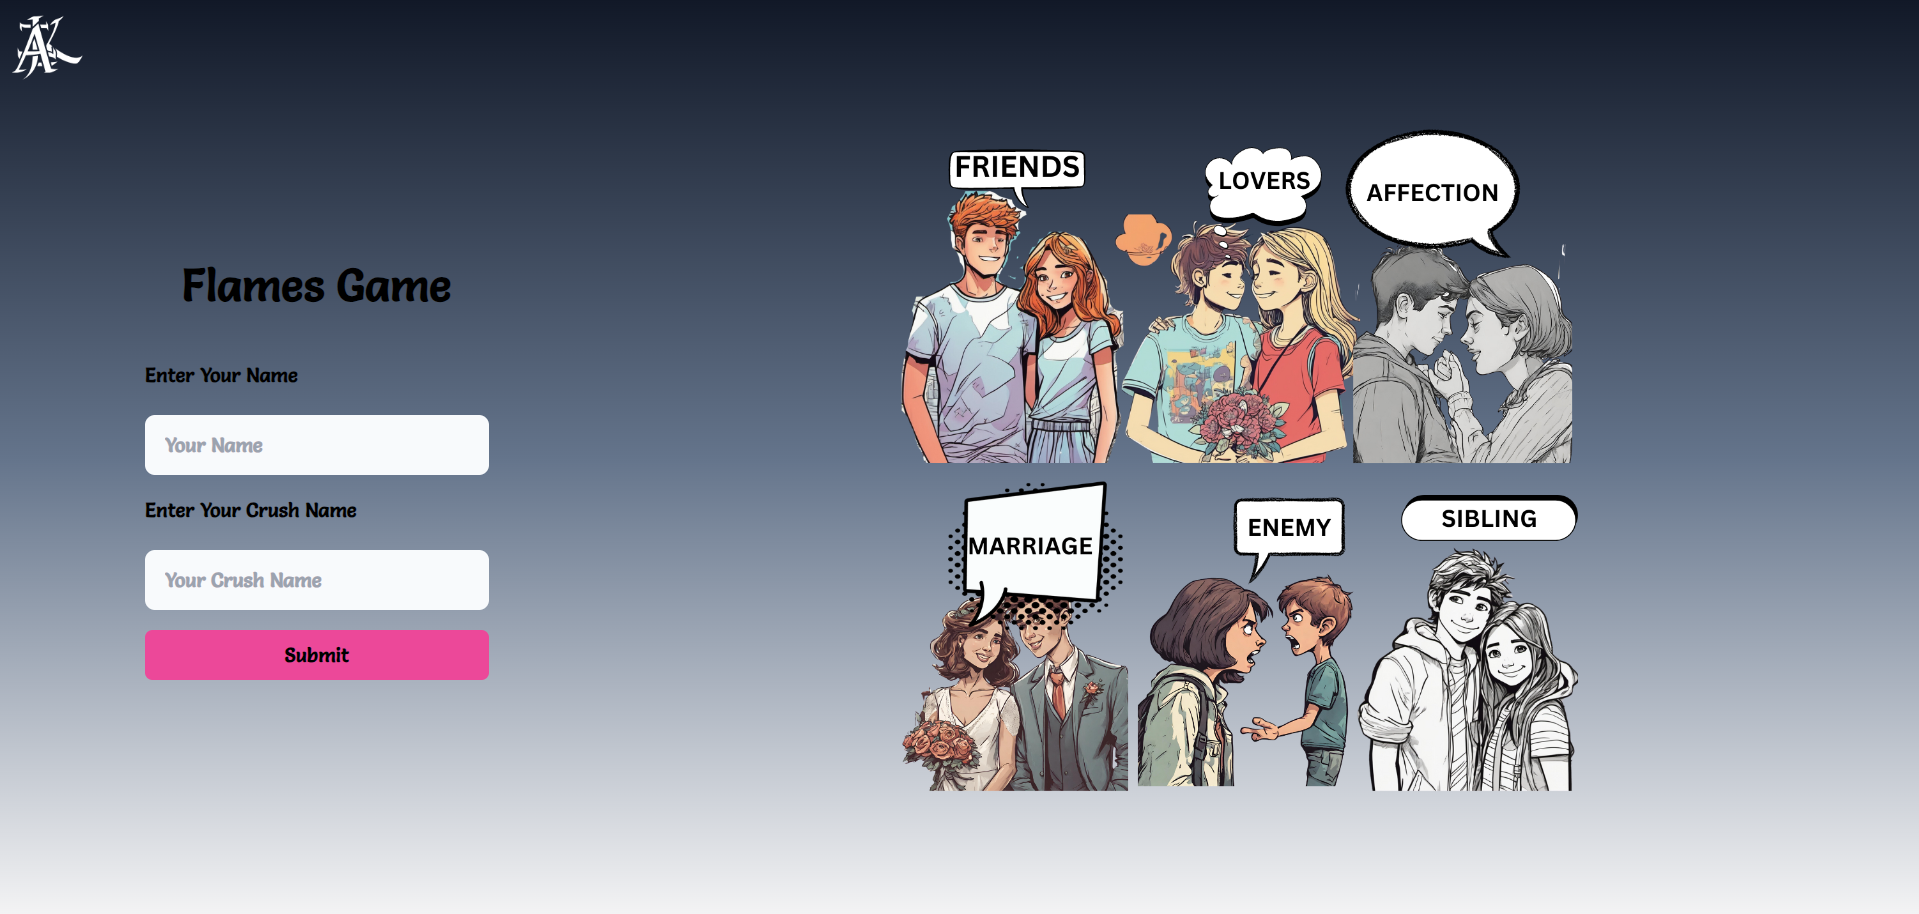 AK
Flames Game
Enter Your Name
Your Name
Enter Your Crush Name
Your Crush Name
Submit
FRIENDS
LOVERS
AFFECTION
MARRIAGE
ENEMY
SIBLING